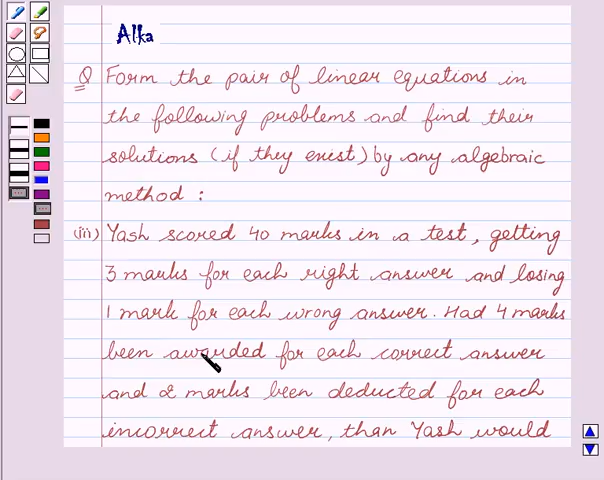 Alka
Q Form the pair of linear equations in
the following problems and find their
solutions (if they exist) by any algebraic
method :
(iii) Yash scored 40 marks in a test, getting
3 marks for each right answer and losing
1 mark for each wrong answer. Had 4 marks
been awarded for each correct answer
and 2 marks been deducted for each
incorrect answer, than Yash would